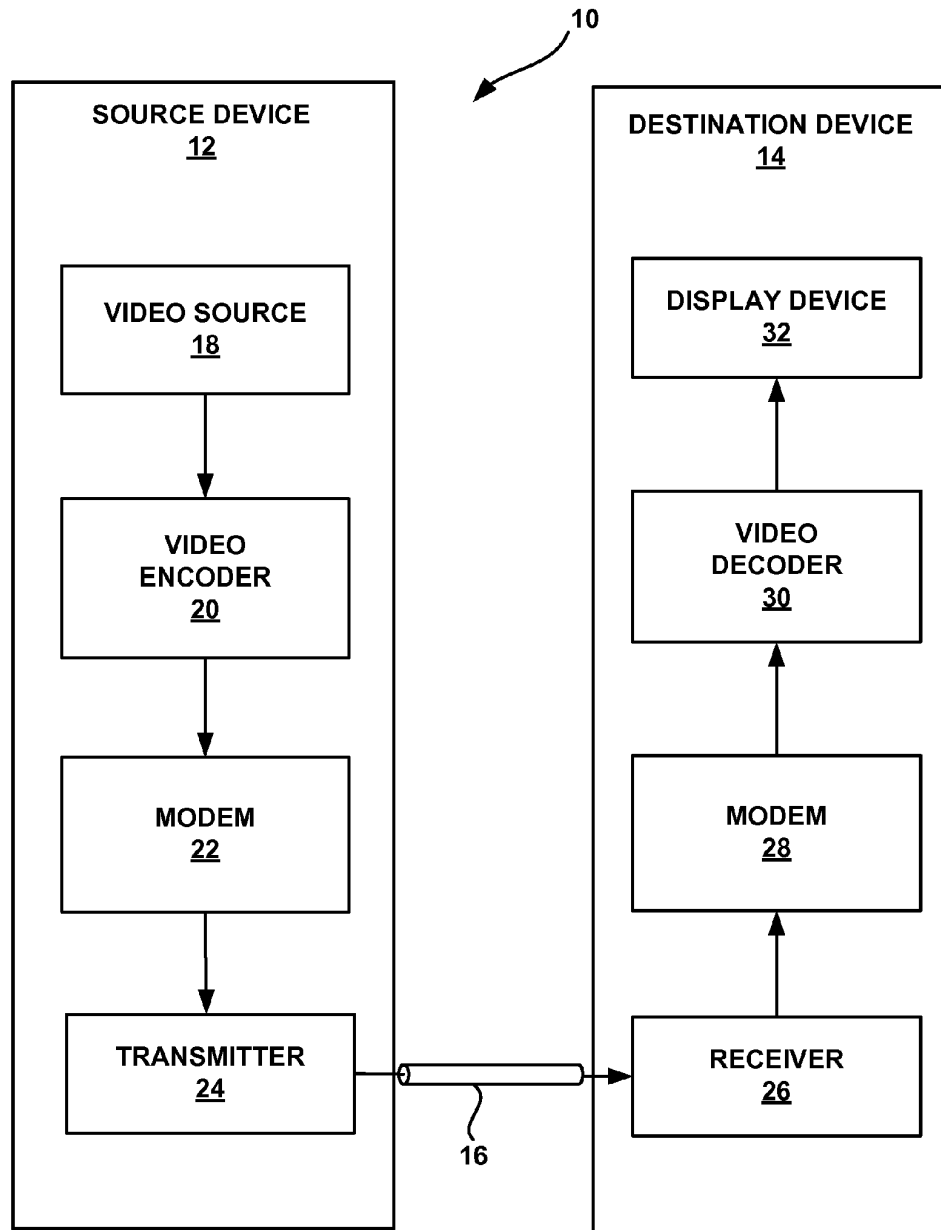 10
SOURCE DEVICE
12
VIDEO SOURCE
18
VIDEO
ENCODER
20
MODEM
22
TRANSMITTER
24
16
DESTINATION DEVICE
14
DISPLAY DEVICE
32
VIDEO
DECODER
30
MODEM
28
RECEIVER
26